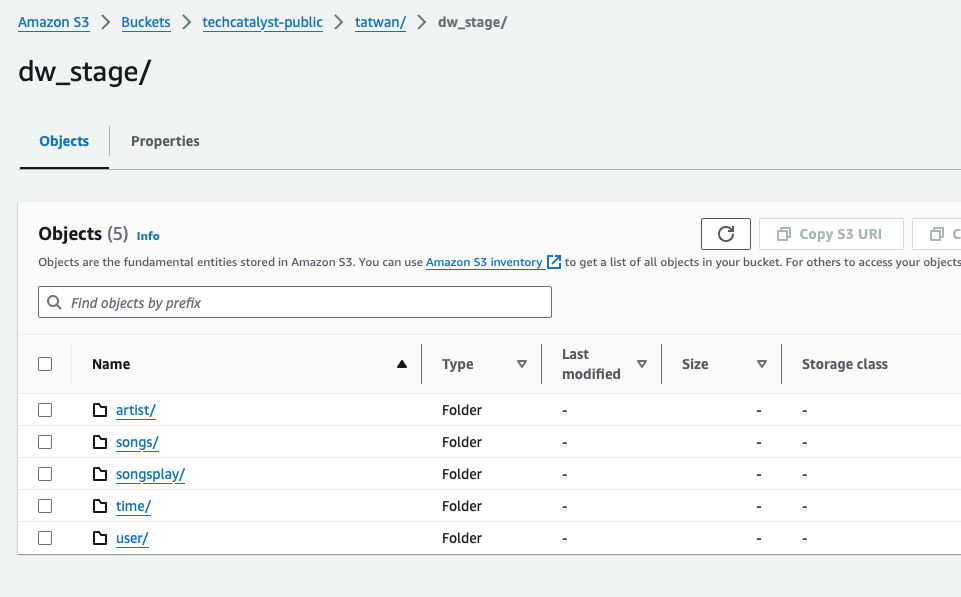 Amazon S3 > Buckets > techcatalyst-public > tatwan/ > dw_stage/
dw_stage/
Objects Properties
Objects (5) Info
Copy S3 URI C
Objects are the fundamental entities stored in Amazon S3. You can use Amazon S3 inventory to get a list of all objects in your bucket. For others to access your objects
Find objects by prefix
Name Type Last modified Size Storage class
artist/ Folder - - -
songs/ Folder - - -
songsplay/ Folder - - -
time/ Folder - - -
user/ Folder - - -